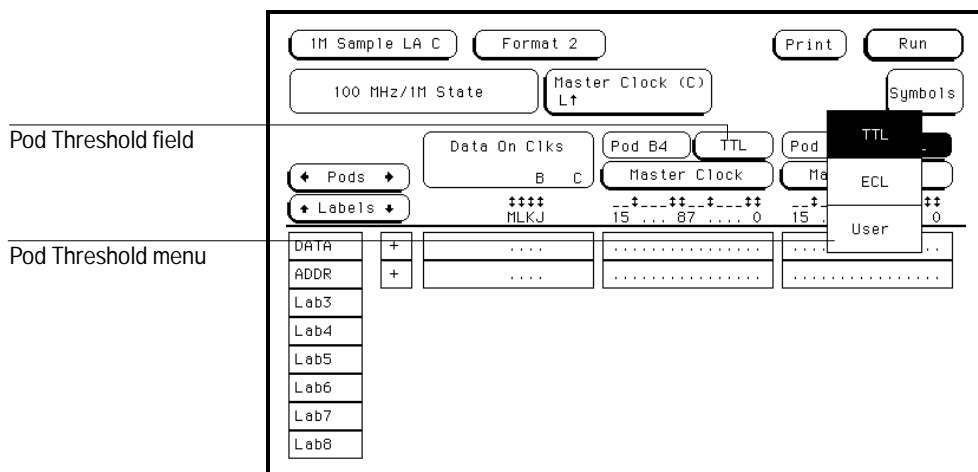 1M Sample LA C Format 2 Print Run
100 MHz/1M State Master Clock (C) Symbols
L↑
Pod Threshold field
Data On Clks Pod B4 TTL Pod TTL
← Pods → B C Master Clock Ma ECL
↑ Labels ↓ MLKJ 15 ... 87 .... 0 15 . User 0
Pod Threshold menu
DATA + .... ................ ................
ADDR + .... ................ ................
Lab3
Lab4
Lab5
Lab6
Lab7
Lab8